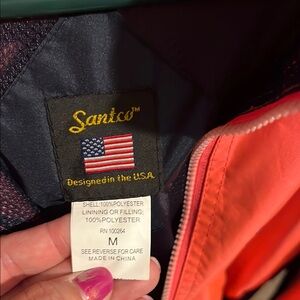 Santco™
Designed in the U.S.A.
SHELL: 100%POLYESTER
LINING OR FILLING:
100%POLYESTER
RN 100264
M
SEE REVERSE FOR CARE
MADE IN CHINA